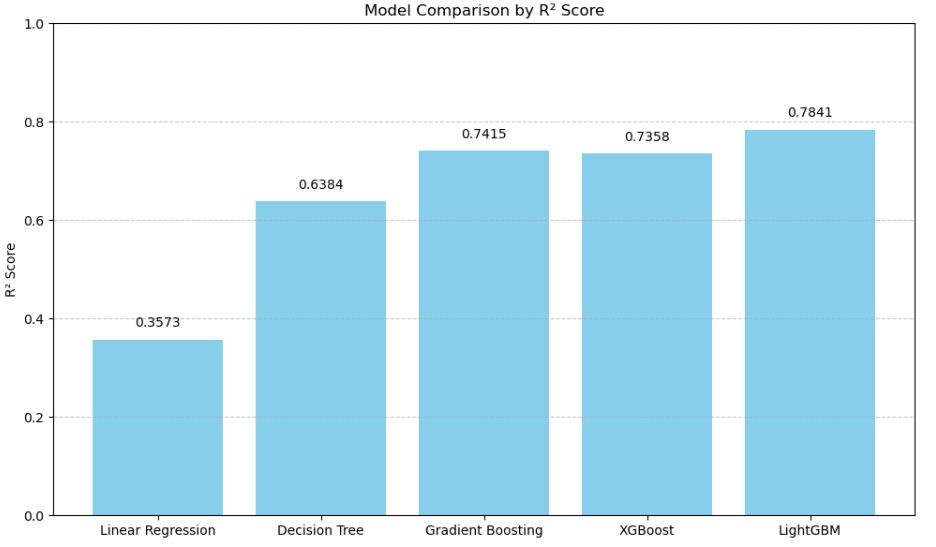 Model Comparison by R² Score
1.0
0.8
0.6
0.4
0.2
0.0
R² Score
0.3573
0.6384
0.7415
0.7358
0.7841
Linear Regression
Decision Tree
Gradient Boosting
XGBoost
LightGBM